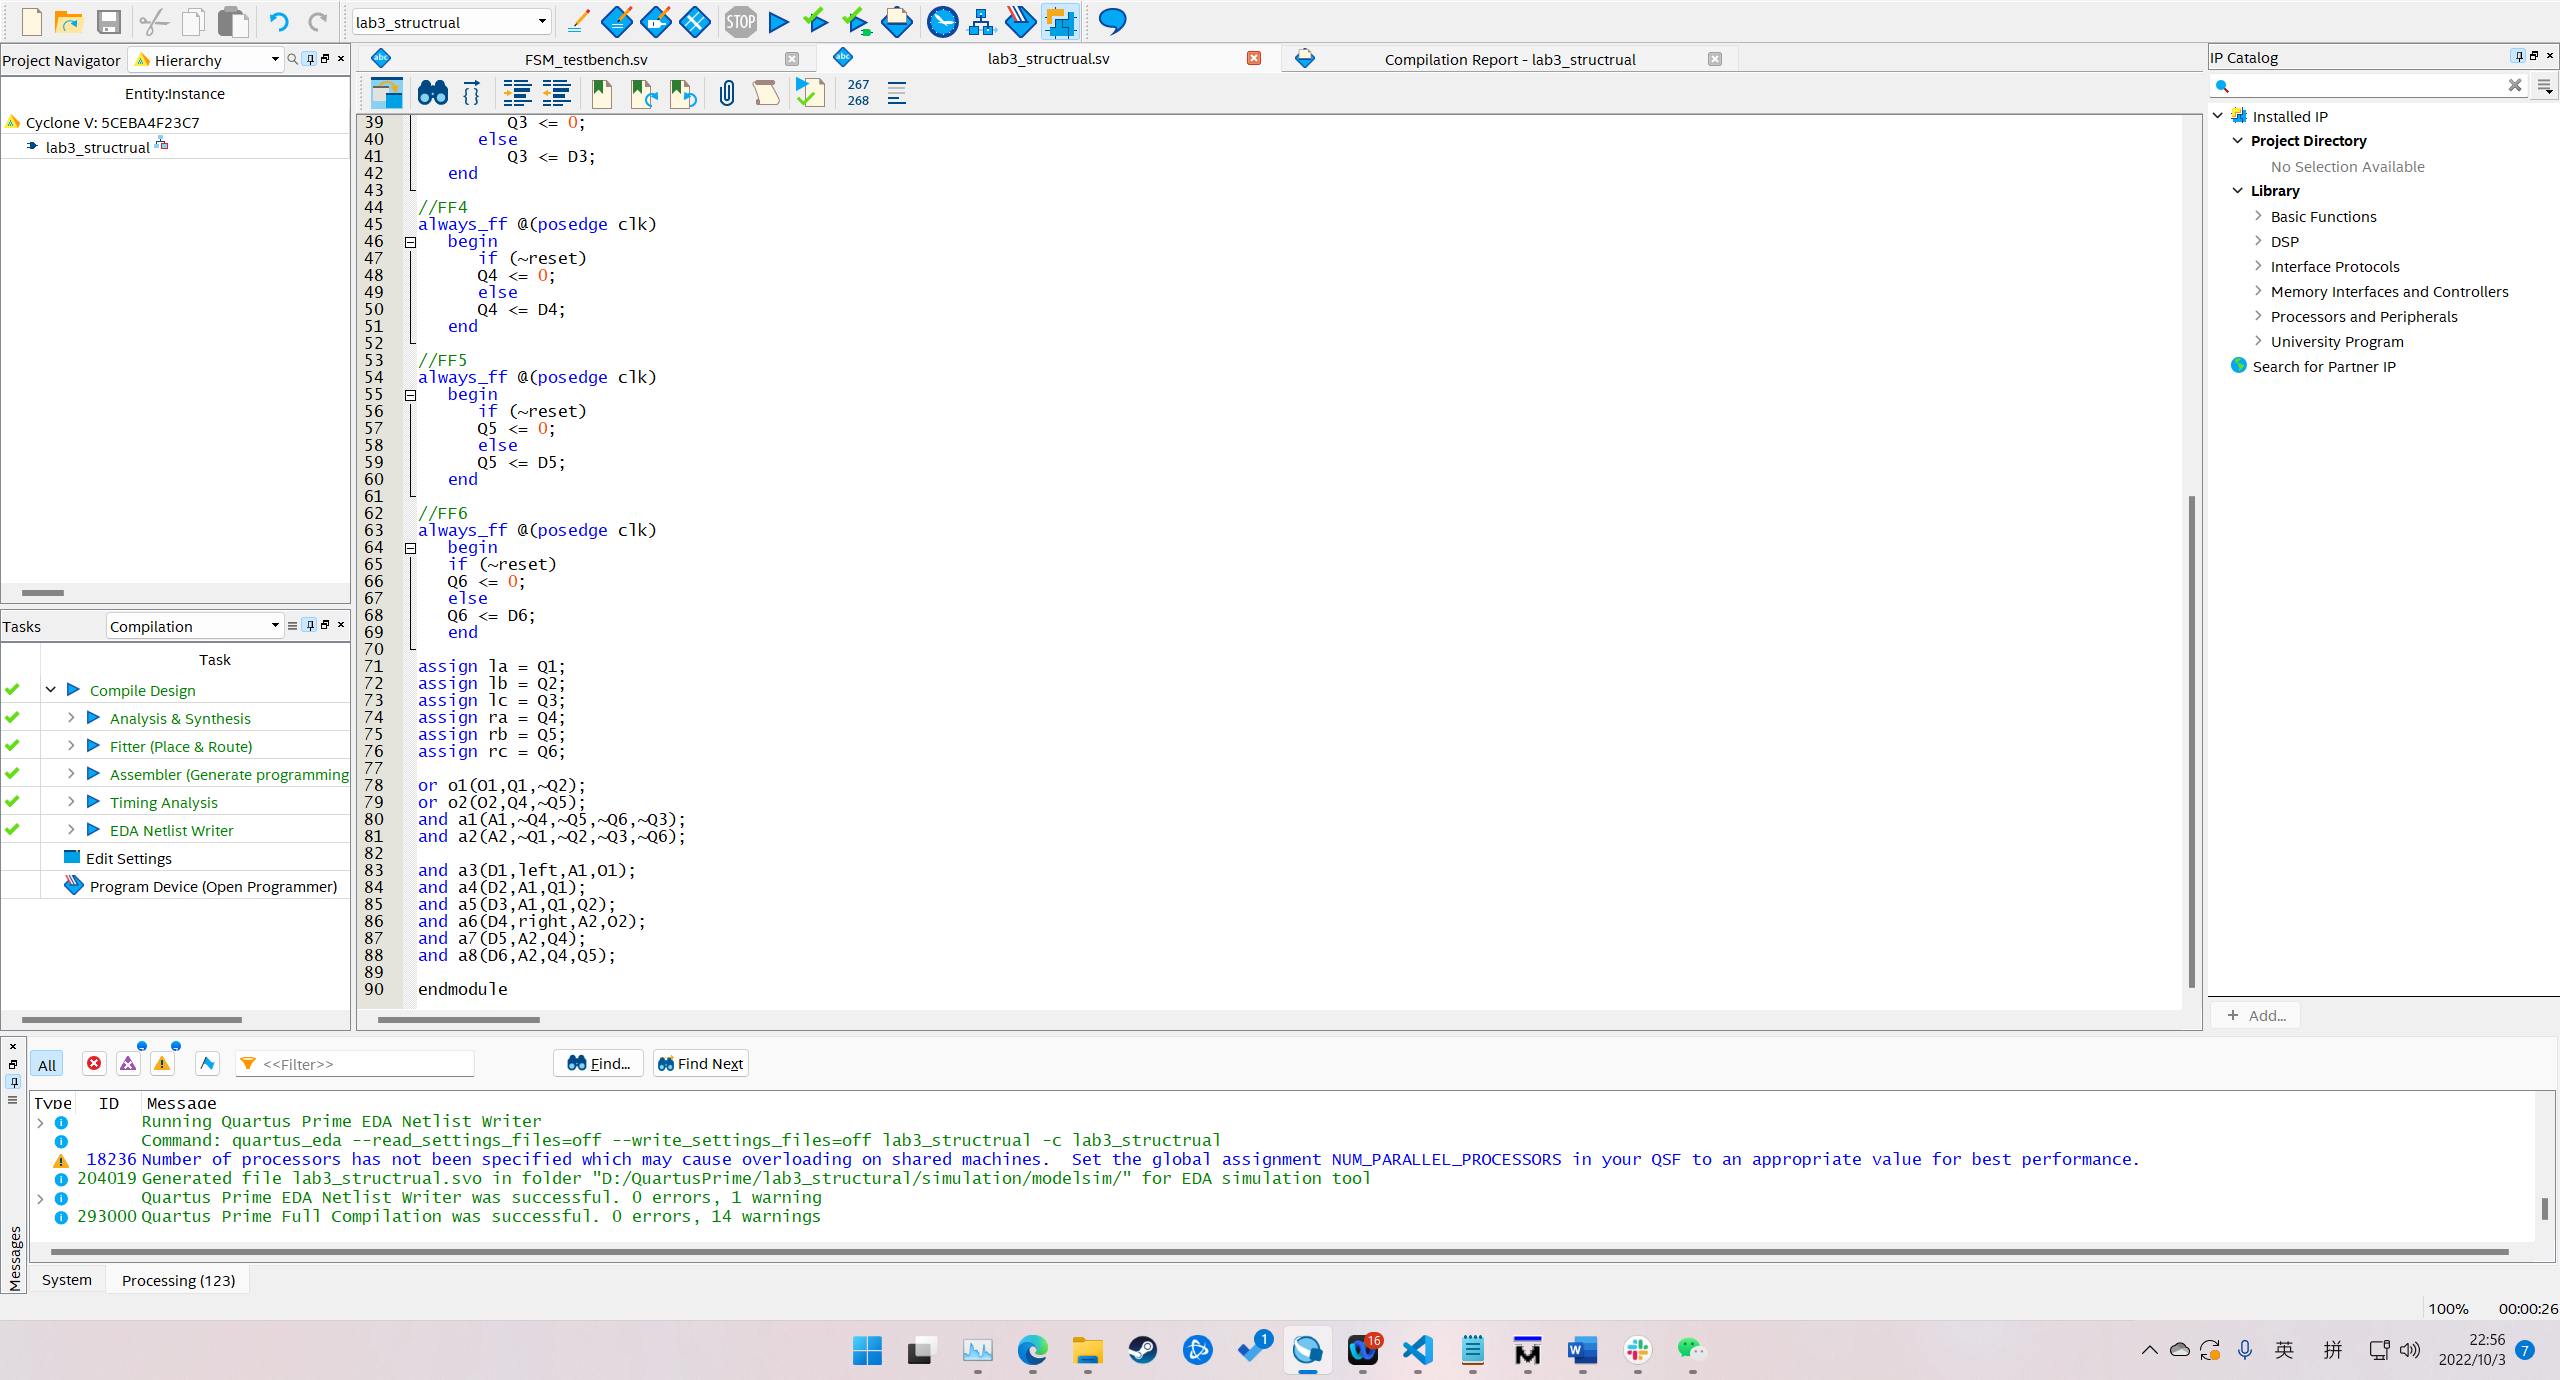 lab3_structrual
STOP
Project Navigator
Hierarchy
Entity:Instance
Cyclone V: 5CEBA4F23C7
lab3_structrual
FSM_testbench.sv
lab3_structrual.sv
Compilation Report - lab3_structrual
267
268
39 Q3 <= 0;
40 else
41 Q3 <= D3;
42 end
43
44 //FF4
45 always_ff @(posedge clk)
46 begin
47 if (~reset)
48 Q4 <= 0;
49 else
50 Q4 <= D4;
51 end
52
53 //FF5
54 always_ff @(posedge clk)
55 begin
56 if (~reset)
57 Q5 <= 0;
58 else
59 Q5 <= D5;
60 end
61
62 //FF6
63 always_ff @(posedge clk)
64 begin
65 if (~reset)
66 Q6 <= 0;
67 else
68 Q6 <= D6;
69 end
70
71 assign la = Q1;
72 assign lb = Q2;
73 assign lc = Q3;
74 assign ra = Q4;
75 assign rb = Q5;
76 assign rc = Q6;
77
78 or o1(O1,Q1,~Q2);
79 or o2(O2,Q4,~Q5);
80 and a1(A1,~Q4,~Q5,~Q6,~Q3);
81 and a2(A2,~Q1,~Q2,~Q3,~Q6);
82
83 and a3(D1,left,A1,O1);
84 and a4(D2,A1,Q1);
85 and a5(D3,A1,Q1,Q2);
86 and a6(D4,right,A2,O2);
87 and a7(D5,A2,Q4);
88 and a8(D6,A2,Q4,Q5);
89
90 endmodule
Tasks
Compilation
Task
Compile Design
Analysis & Synthesis
Fitter (Place & Route)
Assembler (Generate programming
Timing Analysis
EDA Netlist Writer
Edit Settings
Program Device (Open Programmer)
IP Catalog
Installed IP
Project Directory
No Selection Available
Library
Basic Functions
DSP
Interface Protocols
Memory Interfaces and Controllers
Processors and Peripherals
University Program
Search for Partner IP
+ Add...
All
<<Filter>>
Find...
Find Next
Type ID Message
Running Quartus Prime EDA Netlist Writer
Command: quartus_eda --read_settings_files=off --write_settings_files=off lab3_structrual -c lab3_structrual
18236 Number of processors has not been specified which may cause overloading on shared machines.  Set the global assignment NUM_PARALLEL_PROCESSORS in your QSF to an appropriate value for best performance.
204019 Generated file lab3_structrual.svo in folder "D:/QuartusPrime/lab3_structural/simulation/modelsim/" for EDA simulation tool
Quartus Prime EDA Netlist Writer was successful. 0 errors, 1 warning
293000 Quartus Prime Full Compilation was successful. 0 errors, 14 warnings
Messages
System
Processing (123)
100% 00:00:26
1
16
英
拼
22:56
2022/10/3
7